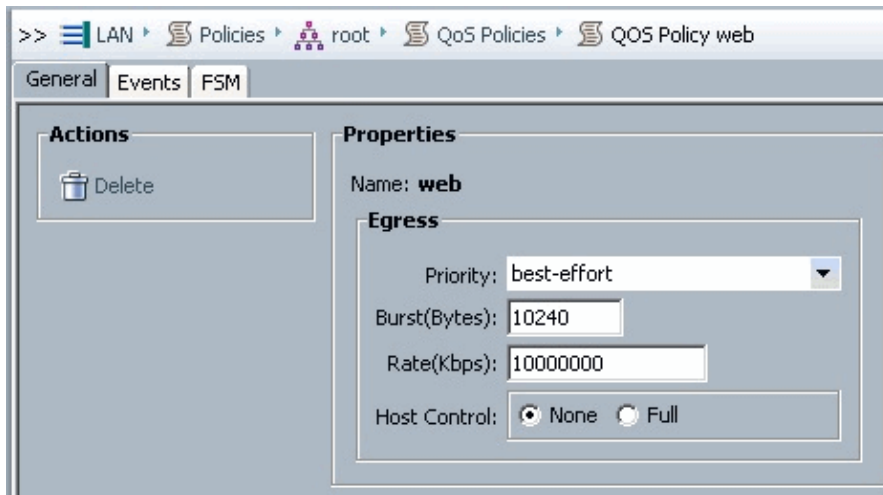 >> LAN Policies root QoS Policies QOS Policy web
General Events FSM
Actions
Delete
Properties
Name: web
Egress
Priority: best-effort
Burst(Bytes): 10240
Rate(Kbps): 10000000
Host Control: None Full